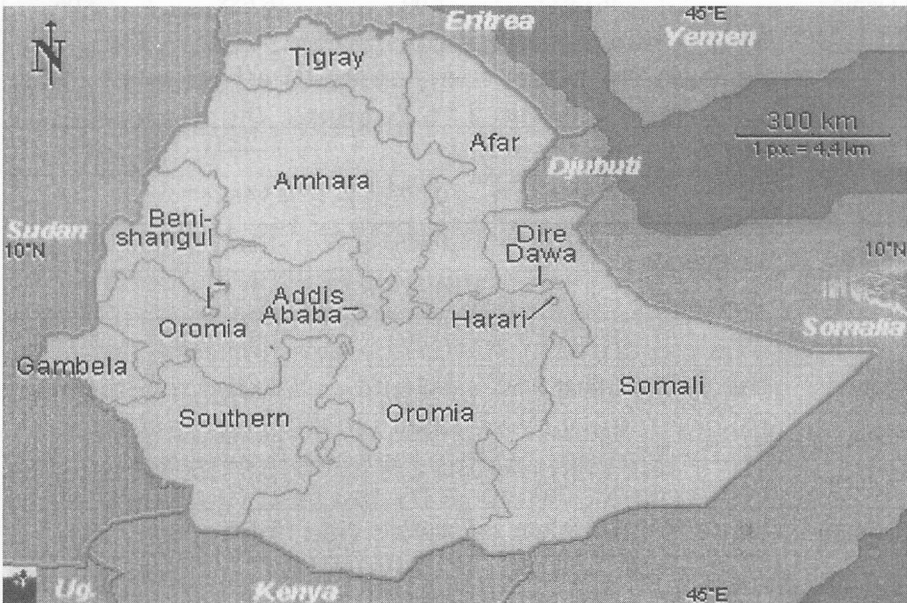 N
Eritrea
45°E
Yemen
Tigray
300 km
1 px. = 4,4 km
Afar
Djubuti
Amhara
Sudan
10°N
Beni-
shangul
Dire
Dawa
10°N
Addis
Ababa
Oromia
Harari
Somalia
Gambela
Somali
Southern
Oromia
Ug.
Kenya
45°E